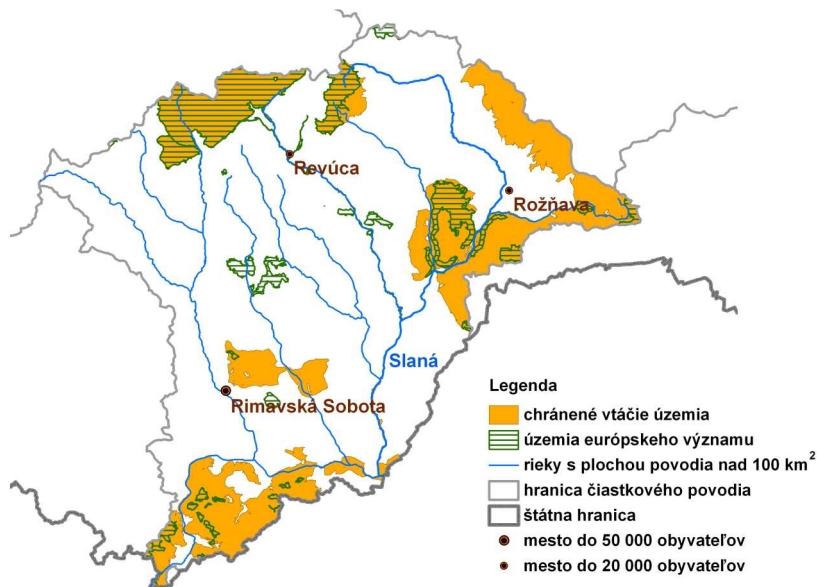 Revúca
Rožňava
Slaná
Rimavská Sobota
Legenda
chránené vtáčie územia
územia európskeho významu
rieky s plochou povodia nad 100 km²
hranica čiastkového povodia
štátna hranica
mesto do 50 000 obyvateľov
mesto do 20 000 obyvateľov